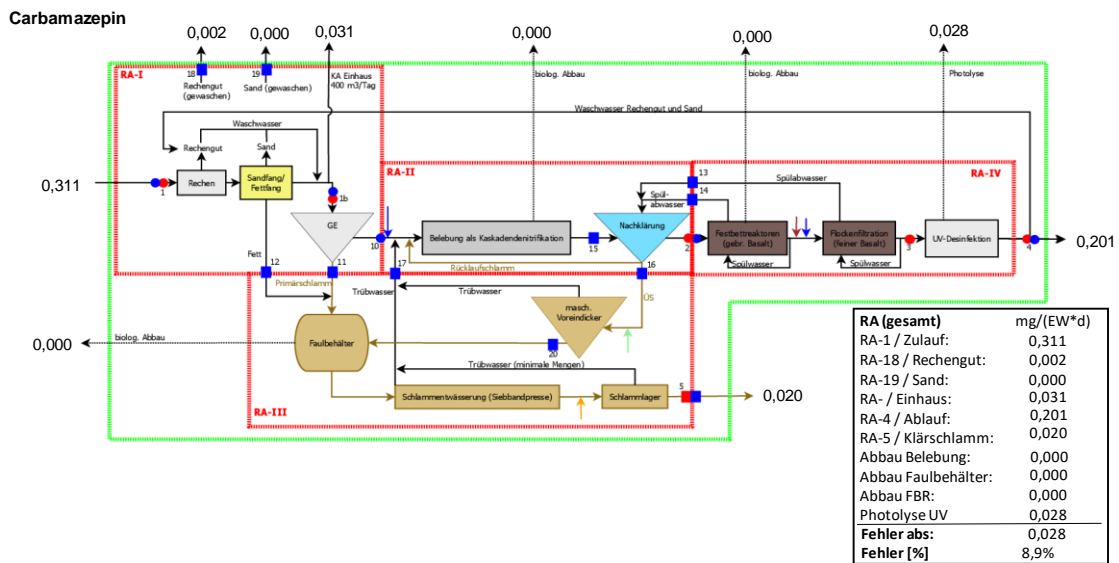 Carbamazepin
0,002
0,000
0,031
0,000
0,000
0,028
RA-I
18
19
Rechengut
(gewaschen)
Sand (gewaschen)
KA Einhaus
400 m3/Tag
biolog. Abbau
biolog. Abbau
Photolyse
Waschwasser Rechengut und Sand
Waschwasser
Rechengut
Sand
RA-II
13
14
Spülabwasser
RA-IV
0,311
1
Rechen
Sandfang/
Fettfang
1b
Spül-
abwasser
GE
10
Belebung als Kaskadendenitrifikation
15
Nachklärung
2
Festbettreaktoren
(gebr. Basalt)
Flockenfiltration
(feiner Basalt)
3
UV-Desinfektion
4
0,201
Fett
12
11
17
Rücklaufschlamm
16
Spülwasser
Spülwasser
Primärschlamm
Trübwasser
Trübwasser
ÜS
masch.
Voreindicker
0,000
biolog. Abbau
Faulbehälter
20
Trübwasser (minimale Mengen)
RA-III
Schlammentwässerung (Siebbandpresse)
Schlammlager
5
0,020
RA (gesamt) mg/(EW*d)
RA-1 / Zulauf: 0,311
RA-18 / Rechengut: 0,002
RA-19 / Sand: 0,000
RA- / Einhaus: 0,031
RA-4 / Ablauf: 0,201
RA-5 / Klärschlamm: 0,020
Abbau Belebung: 0,000
Abbau Faulbehälter: 0,000
Abbau FBR: 0,000
Photolyse UV 0,028
Fehler abs: 0,028
Fehler [%] 8,9%